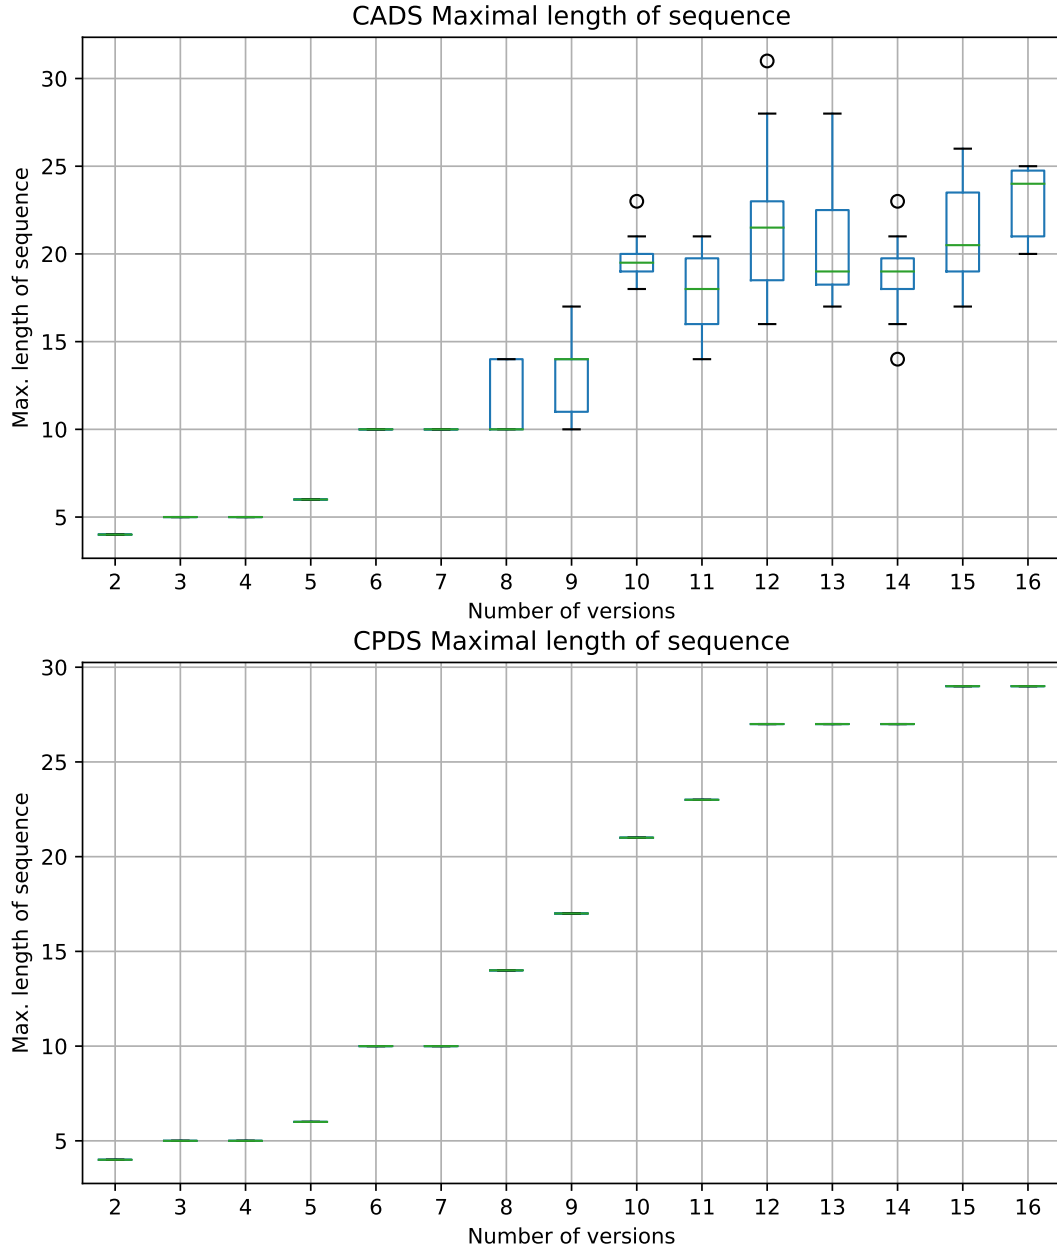 CADS Maximal length of sequence
Max. length of sequence
30
25
20
15
10
5
2 3 4 5 6 7 8 9 10 11 12 13 14 15 16
Number of versions
CPDS Maximal length of sequence
Max. length of sequence
30
25
20
15
10
5
2 3 4 5 6 7 8 9 10 11 12 13 14 15 16
Number of versions